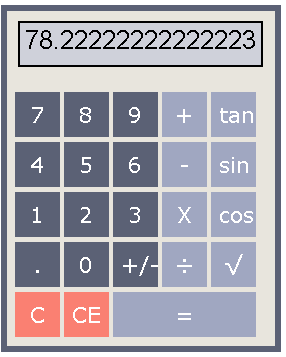 78.22222222222223
7 8 9 + tan
4 5 6 - sin
1 2 3 X cos
. 0 +/- ÷ √
C CE =